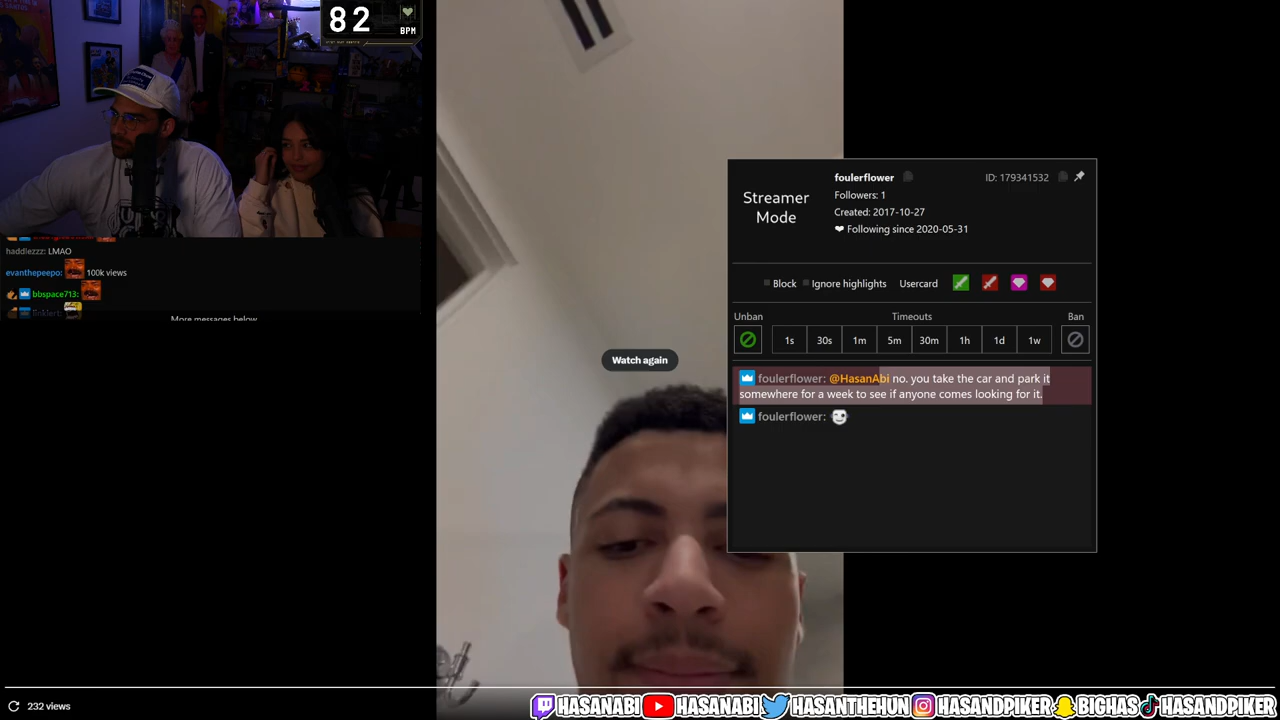 82
BPM
haddiezzz: LMAO
evanthepeepo: 100k views
bbspace713:
More messages below
Watch again
foulerflower
ID: 179341532
Followers: 1
Created: 2017-10-27
Following since 2020-05-31
Streamer
Mode
Block
Ignore highlights
Usercard
Unban
Timeouts
Ban
1s 30s 1m 5m 30m 1h 1d 1w
foulerflower: @HasanAbi no. you take the car and park it
somewhere for a week to see if anyone comes looking for it.
foulerflower:
232 views
HASANABI HASANABI HASANTHEHUN HASANDPIKER BIGHAS HASANDPIKER